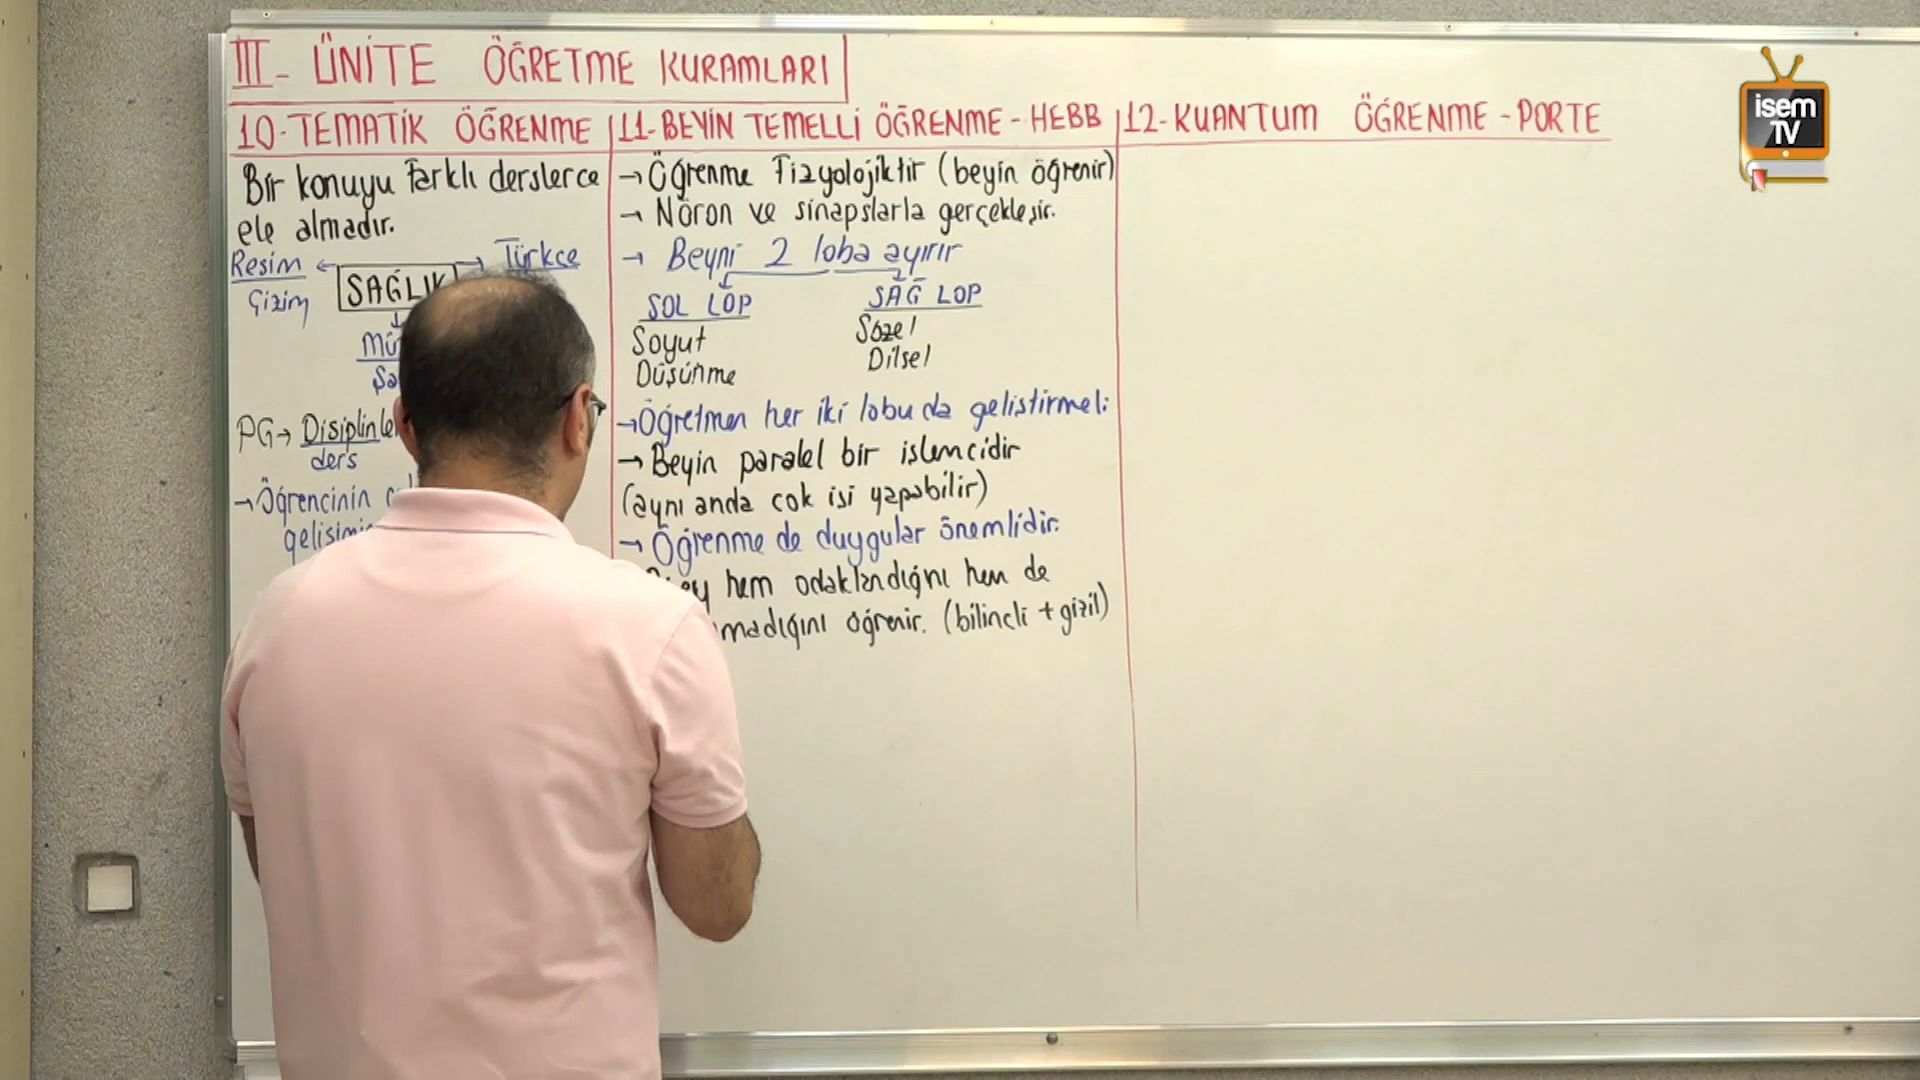 III- ÜNİTE ÖĞRETME KURAMLARI
10-TEMATİK ÖĞRENME
Bir konuyu farklı derslerce
ele almadır.
Resim ← SAĞLIK → Türkçe
Çizim
PG→
ders
→Öğrencinin
11-BEYİN TEMELLİ ÖĞRENME - HEBB
→ Öğrenme Fizyolojiktir (beyin öğrenir)
→ Nöron ve sinapslarla gerçekleşir.
→ Beyni 2 loba ayırır
SOL LOP
Soyut
Düşünme
SAĞ LOP
Sözel
Dilsel
→Öğretmen her iki lobu da geliştirmeli
→ Beyin paralel bir işlemcidir
(aynı anda çok işi yapabilir)
→ Öğrenme de duygular önemlidir.
hem odaklandığını hem de
öğrenir. (bilinçli + gizil)
12-KUANTUM ÖĞRENME - PORTE
isem
TV